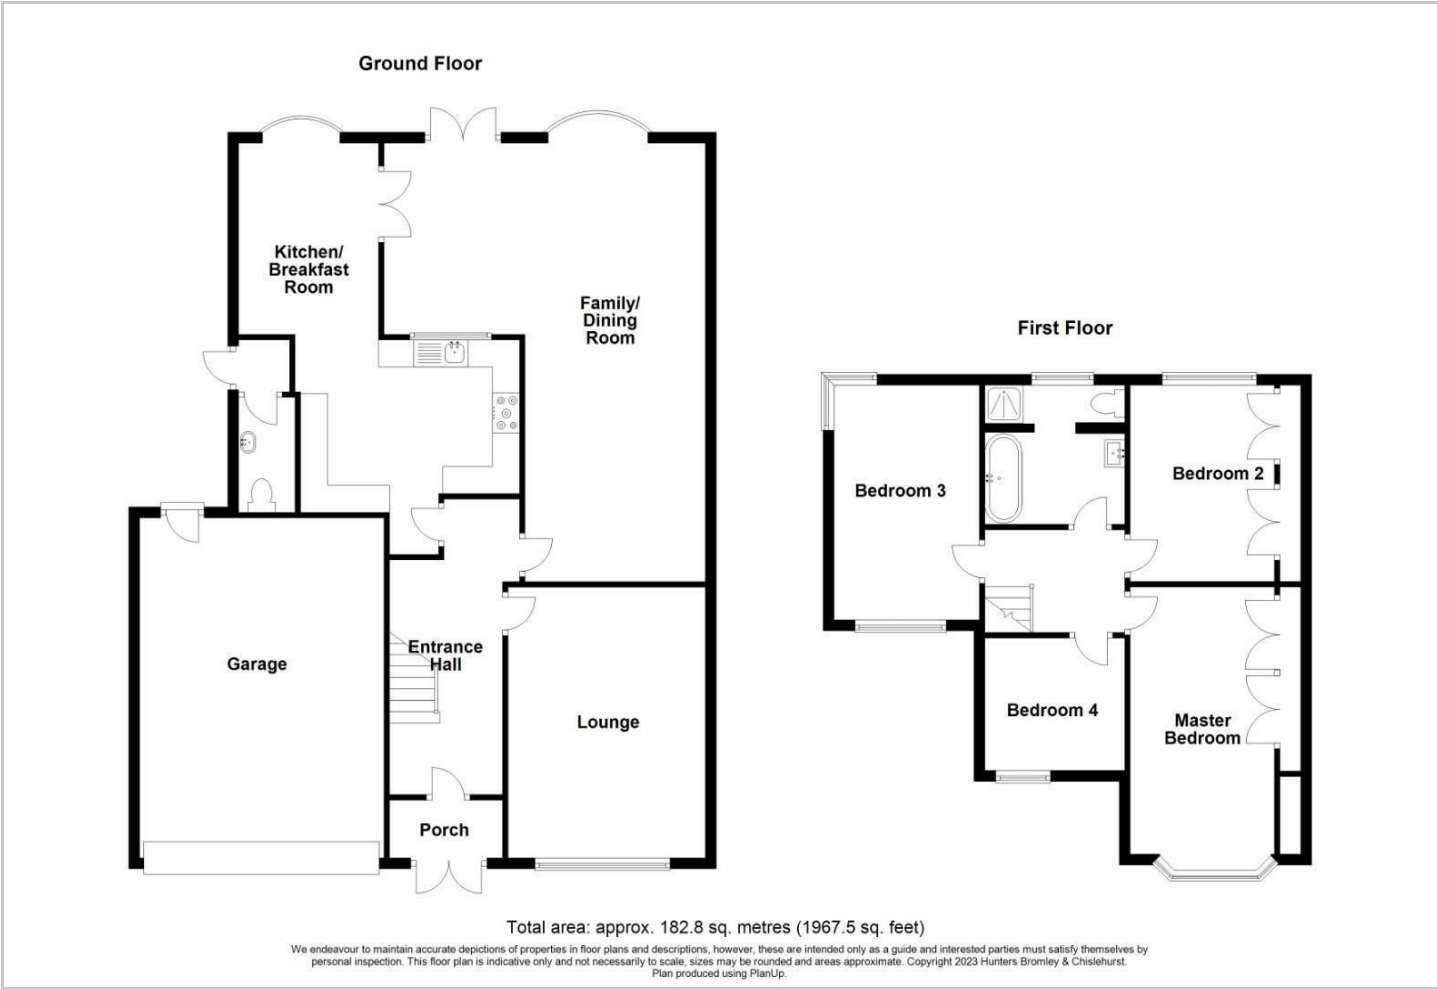 Ground Floor
Kitchen/
Breakfast
Room
Family/
Dining
Room
Entrance
Hall
Garage
Lounge
Porch
First Floor
Bedroom 3
Bedroom 2
Bedroom 4
Master
Bedroom
Total area: approx. 182.8 sq. metres (1967.5 sq. feet)
We endeavour to maintain accurate depictions of properties in floor plans and descriptions, however, these are intended only as a guide and interested parties must satisfy themselves by
personal inspection. This floor plan is indicative only and not necessarily to scale, sizes may be rounded and areas approximate. Copyright 2023 Hunters Bromley & Chislehurst.
Plan produced using PlanUp.